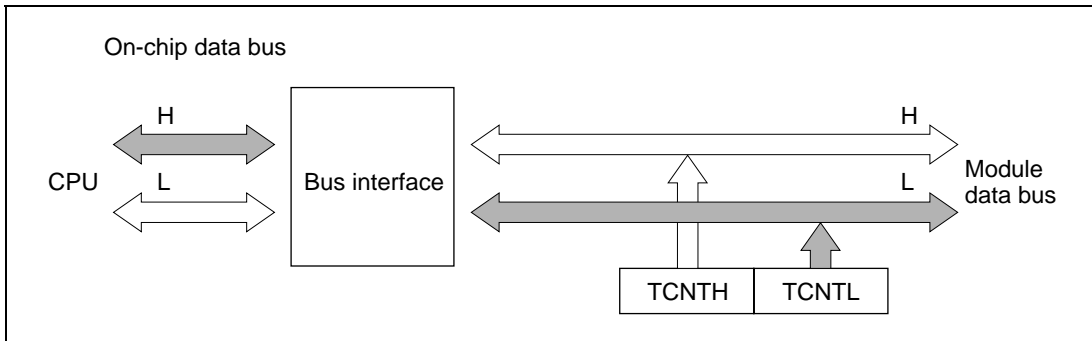 On-chip data bus
H
H
CPU
L
Bus interface
L
Module
data bus
TCNTH
TCNTL